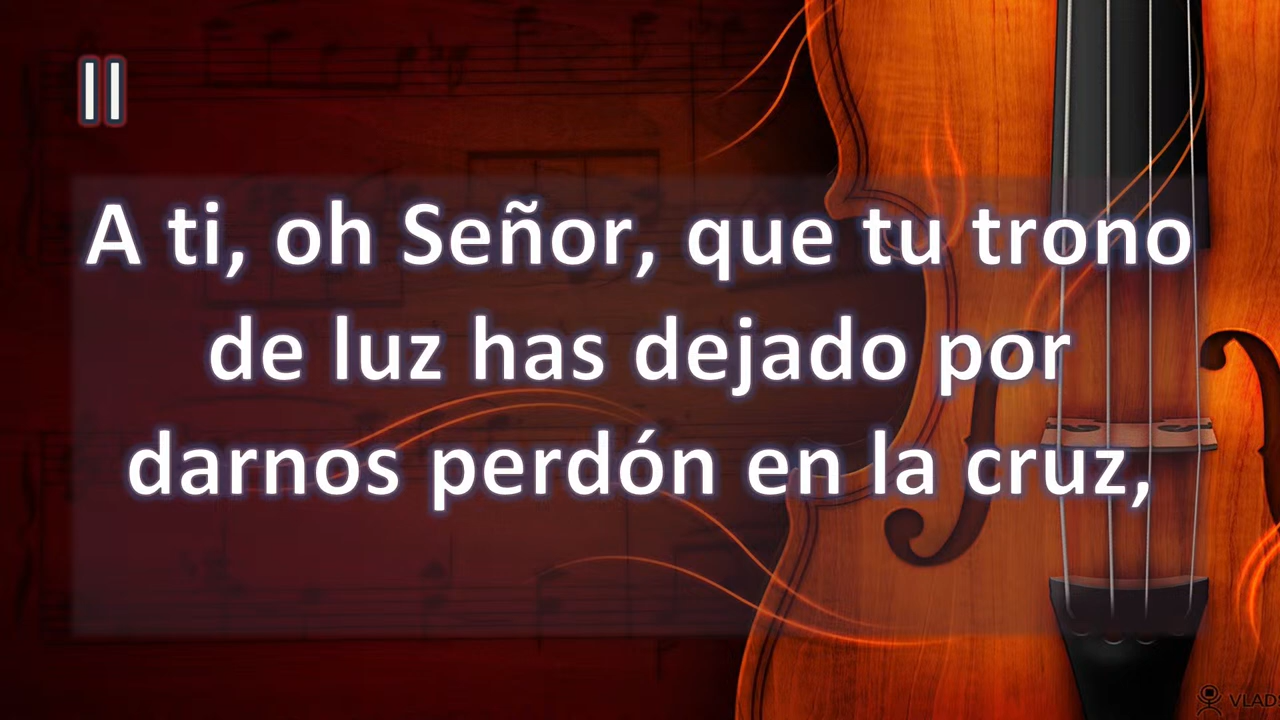 II
A ti, oh Señor, que tu trono
de luz has dejado por
darnos perdón en la cruz,